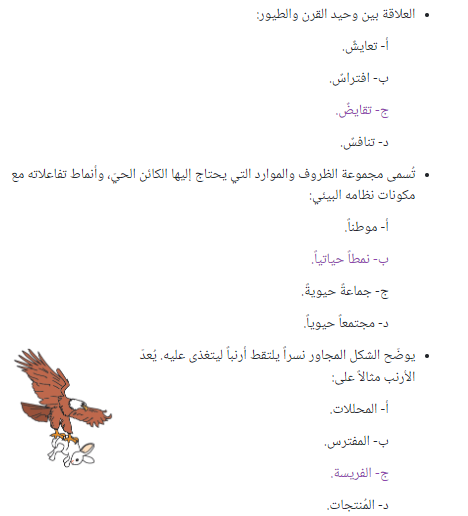 • العلاقة بين وحيد القرن والطيور:
أ- تعايشٌ.
ب- افتراسٌ.
ج- تقايضٌ.
د- تنافسٌ.
• تُسمى مجموعة الظروف والموارد التي يحتاج إليها الكائن الحيّ، وأنماط تفاعلاته مع
مكونات نظامه البيئي:
أ- موطناً.
ب- نمطاً حياتياً.
ج- جماعةً حيويةً.
د- مجتمعاً حيوياً.
• يوضّح الشكل المجاور نسراً يلتقط أرنباً ليتغذى عليه. يُعدّ
الأرنب مثالاً على:
أ- المحللات.
ب- المفترس.
ج- الفريسة.
د- المُنتجات.